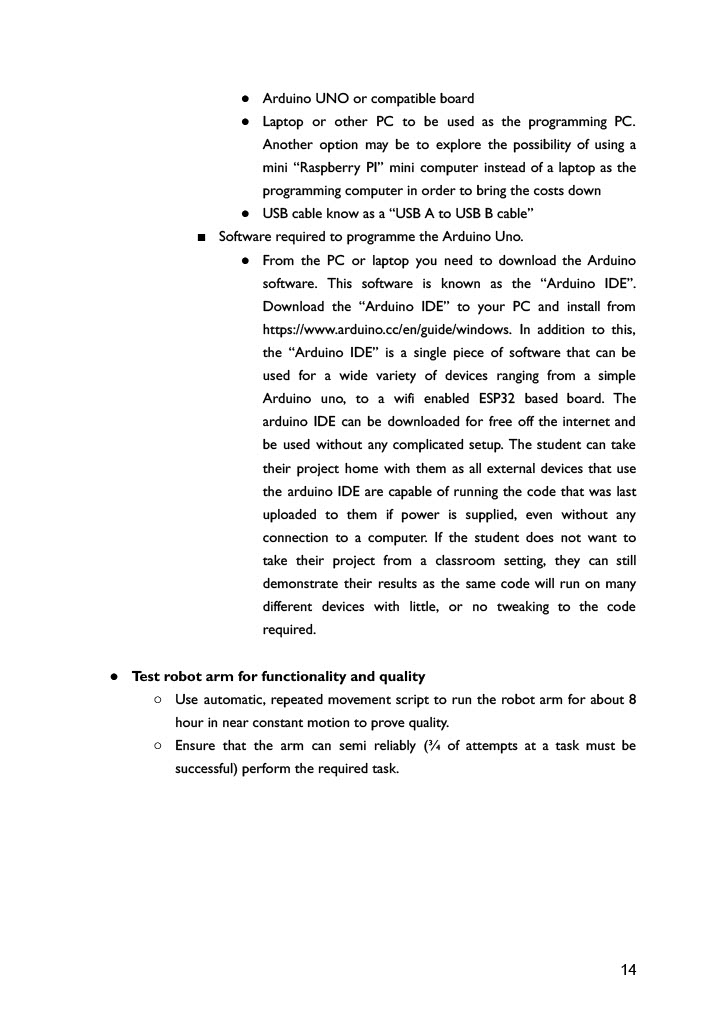 ● Arduino UNO or compatible board
● Laptop or other PC to be used as the programming PC.
Another option may be to explore the possibility of using a
mini “Raspberry PI” mini computer instead of a laptop as the
programming computer in order to bring the costs down
● USB cable know as a “USB A to USB B cable”
■ Software required to programme the Arduino Uno.
● From the PC or laptop you need to download the Arduino
software. This software is known as the “Arduino IDE”.
Download the “Arduino IDE” to your PC and install from
https://www.arduino.cc/en/guide/windows. In addition to this,
the “Arduino IDE” is a single piece of software that can be
used for a wide variety of devices ranging from a simple
Arduino uno, to a wifi enabled ESP32 based board. The
arduino IDE can be downloaded for free off the internet and
be used without any complicated setup. The student can take
their project home with them as all external devices that use
the arduino IDE are capable of running the code that was last
uploaded to them if power is supplied, even without any
connection to a computer. If the student does not want to
take their project from a classroom setting, they can still
demonstrate their results as the same code will run on many
different devices with little, or no tweaking to the code
required.
● Test robot arm for functionality and quality
○ Use automatic, repeated movement script to run the robot arm for about 8
hour in near constant motion to prove quality.
○ Ensure that the arm can semi reliably (¾ of attempts at a task must be
successful) perform the required task.
14